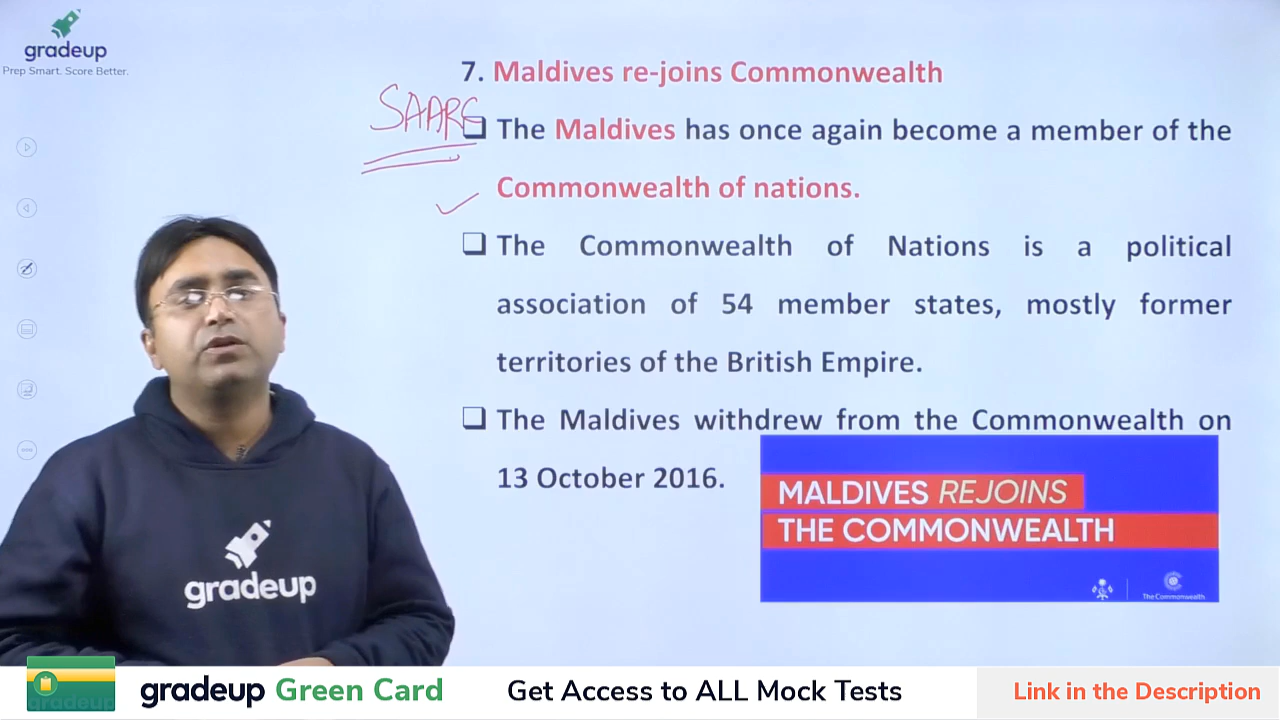 gradeup
Prep Smart. Score Better.
7. Maldives re-joins Commonwealth
SAARC
The Maldives has once again become a member of the
Commonwealth of nations.
The Commonwealth of Nations is a political
association of 54 member states, mostly former
territories of the British Empire.
The Maldives withdrew from the Commonwealth on
13 October 2016.
MALDIVES REJOINS
THE COMMONWEALTH
The Commonwealth
gradeup
gradeup
gradeup Green Card
Get Access to ALL Mock Tests
Link in the Description